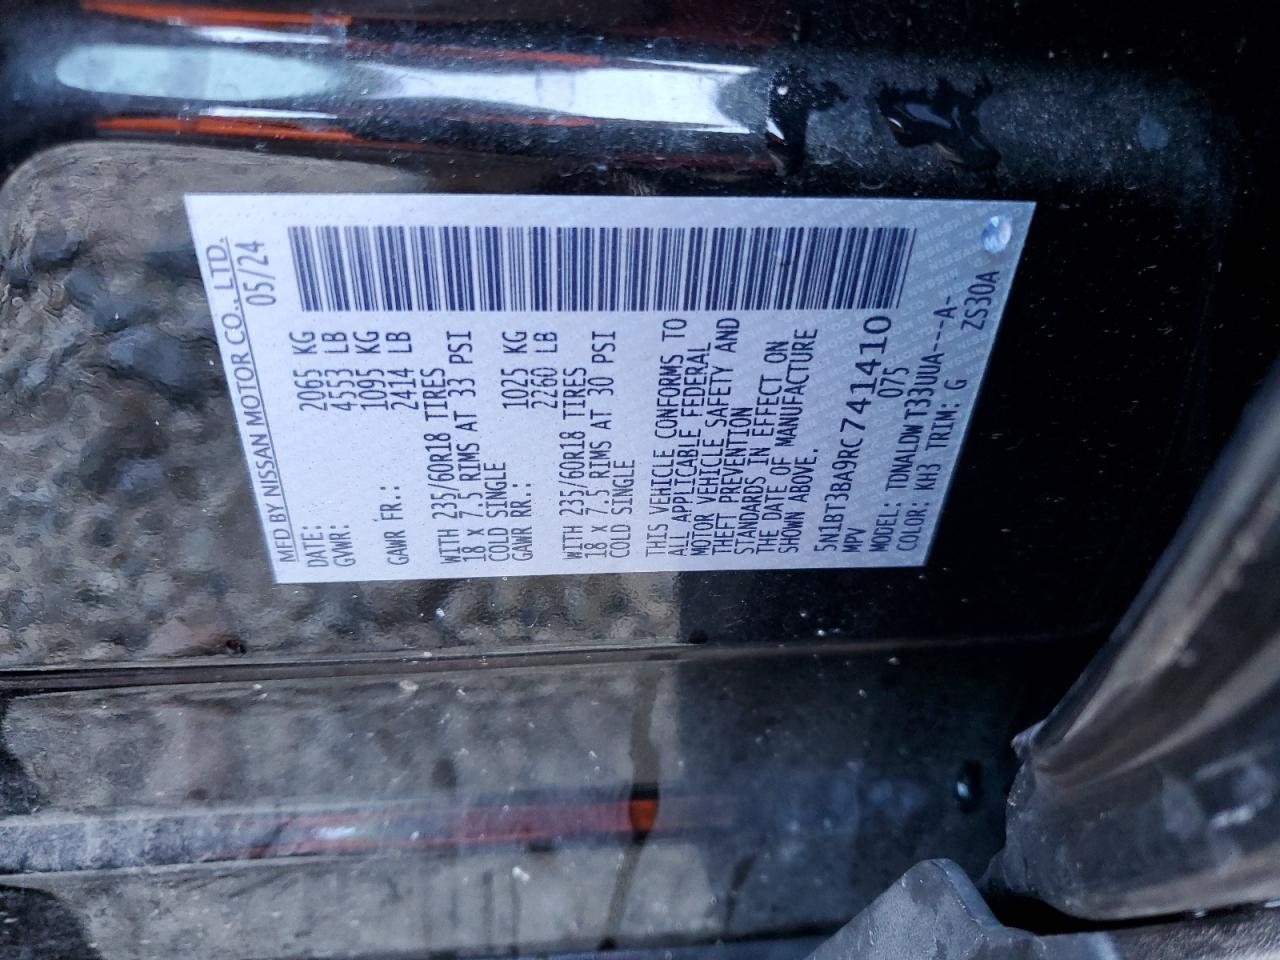 MFD BY NISSAN MOTOR CO., LTD.
DATE: 05/24
GVWR: 2065 KG
4553 LB
GAWR FR.: 1095 KG
2414 LB
WITH 235/60R18 TIRES
18 X 7.5 RIMS AT 33 PSI
COLD SINGLE
GAWR RR.: 1025 KG
2260 LB
WITH 235/60R18 TIRES
18 X 7.5 RIMS AT 30 PSI
COLD SINGLE
THIS VEHICLE CONFORMS TO
ALL APPLICABLE FEDERAL
MOTOR VEHICLE SAFETY AND
THEFT PREVENTION
STANDARDS IN EFFECT ON
THE DATE OF MANUFACTURE
SHOWN ABOVE.
5N1BT3BA9RC741410
MPV 075
MODEL: TDNALDW T33UUA---A-
COLOR: KH3 TRIM: G ZS30A